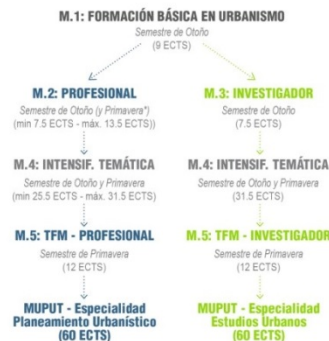 M.1: FORMACIÓN BÁSICA EN URBANISMO
Semestre de Otoño
(9 ECTS)
M.2: PROFESIONAL
Semestre de Otoño (y Primavera*)
(min 7.5 ECTS - máx. 13.5 ECTS))
M.4: INTENSIF. TEMÁTICA
Semestre de Otoño y Primavera
(min 25.5 ECTS - máx. 31.5 ECTS)
M.5: TFM - PROFESIONAL
Semestre de Primavera
(12 ECTS)
MUPUT - Especialidad
Planeamiento Urbanístico
(60 ECTS)
M.3: INVESTIGADOR
Semestre de Otoño
(7.5 ECTS)
M.4: INTENSIF. TEMÁTICA
Semestre de Otoño y Primavera
(31.5 ECTS)
M.5: TFM - INVESTIGADOR
Semestre de Primavera
(12 ECTS)
MUPUT - Especialidad
Estudios Urbanos
(60 ECTS)